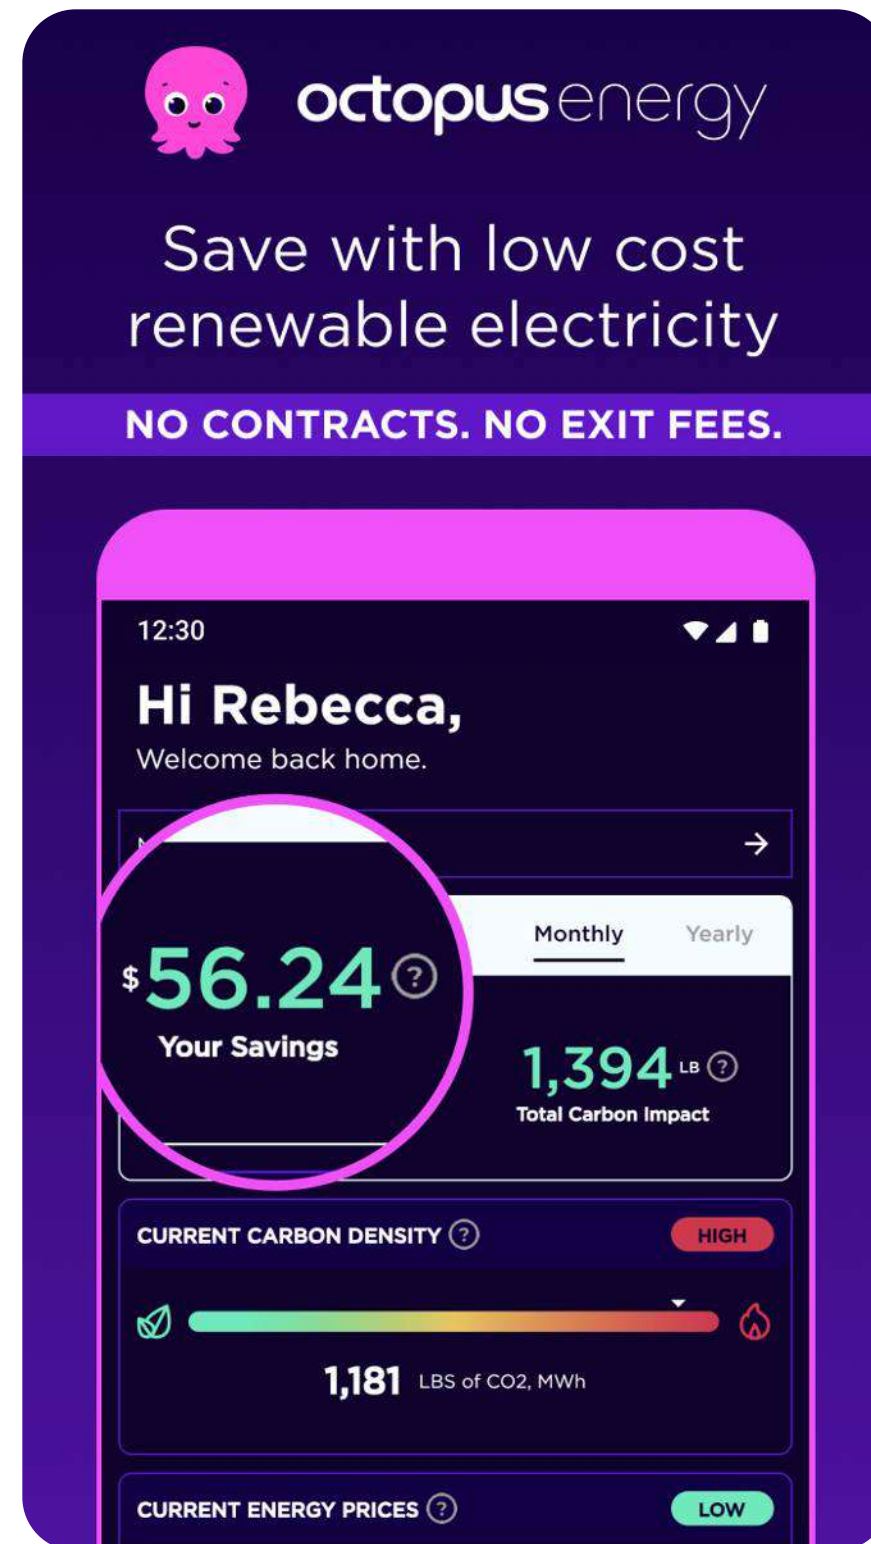 octopus energy
Save with low cost
renewable electricity
NO CONTRACTS. NO EXIT FEES.
12:30
Hi Rebecca,
Welcome back home.
Monthly Yearly
$56.24 ?
Your Savings
1,394 LB ?
Total Carbon Impact
CURRENT CARBON DENSITY ? HIGH
1,181 LBS of CO2, MWh
CURRENT ENERGY PRICES ? LOW